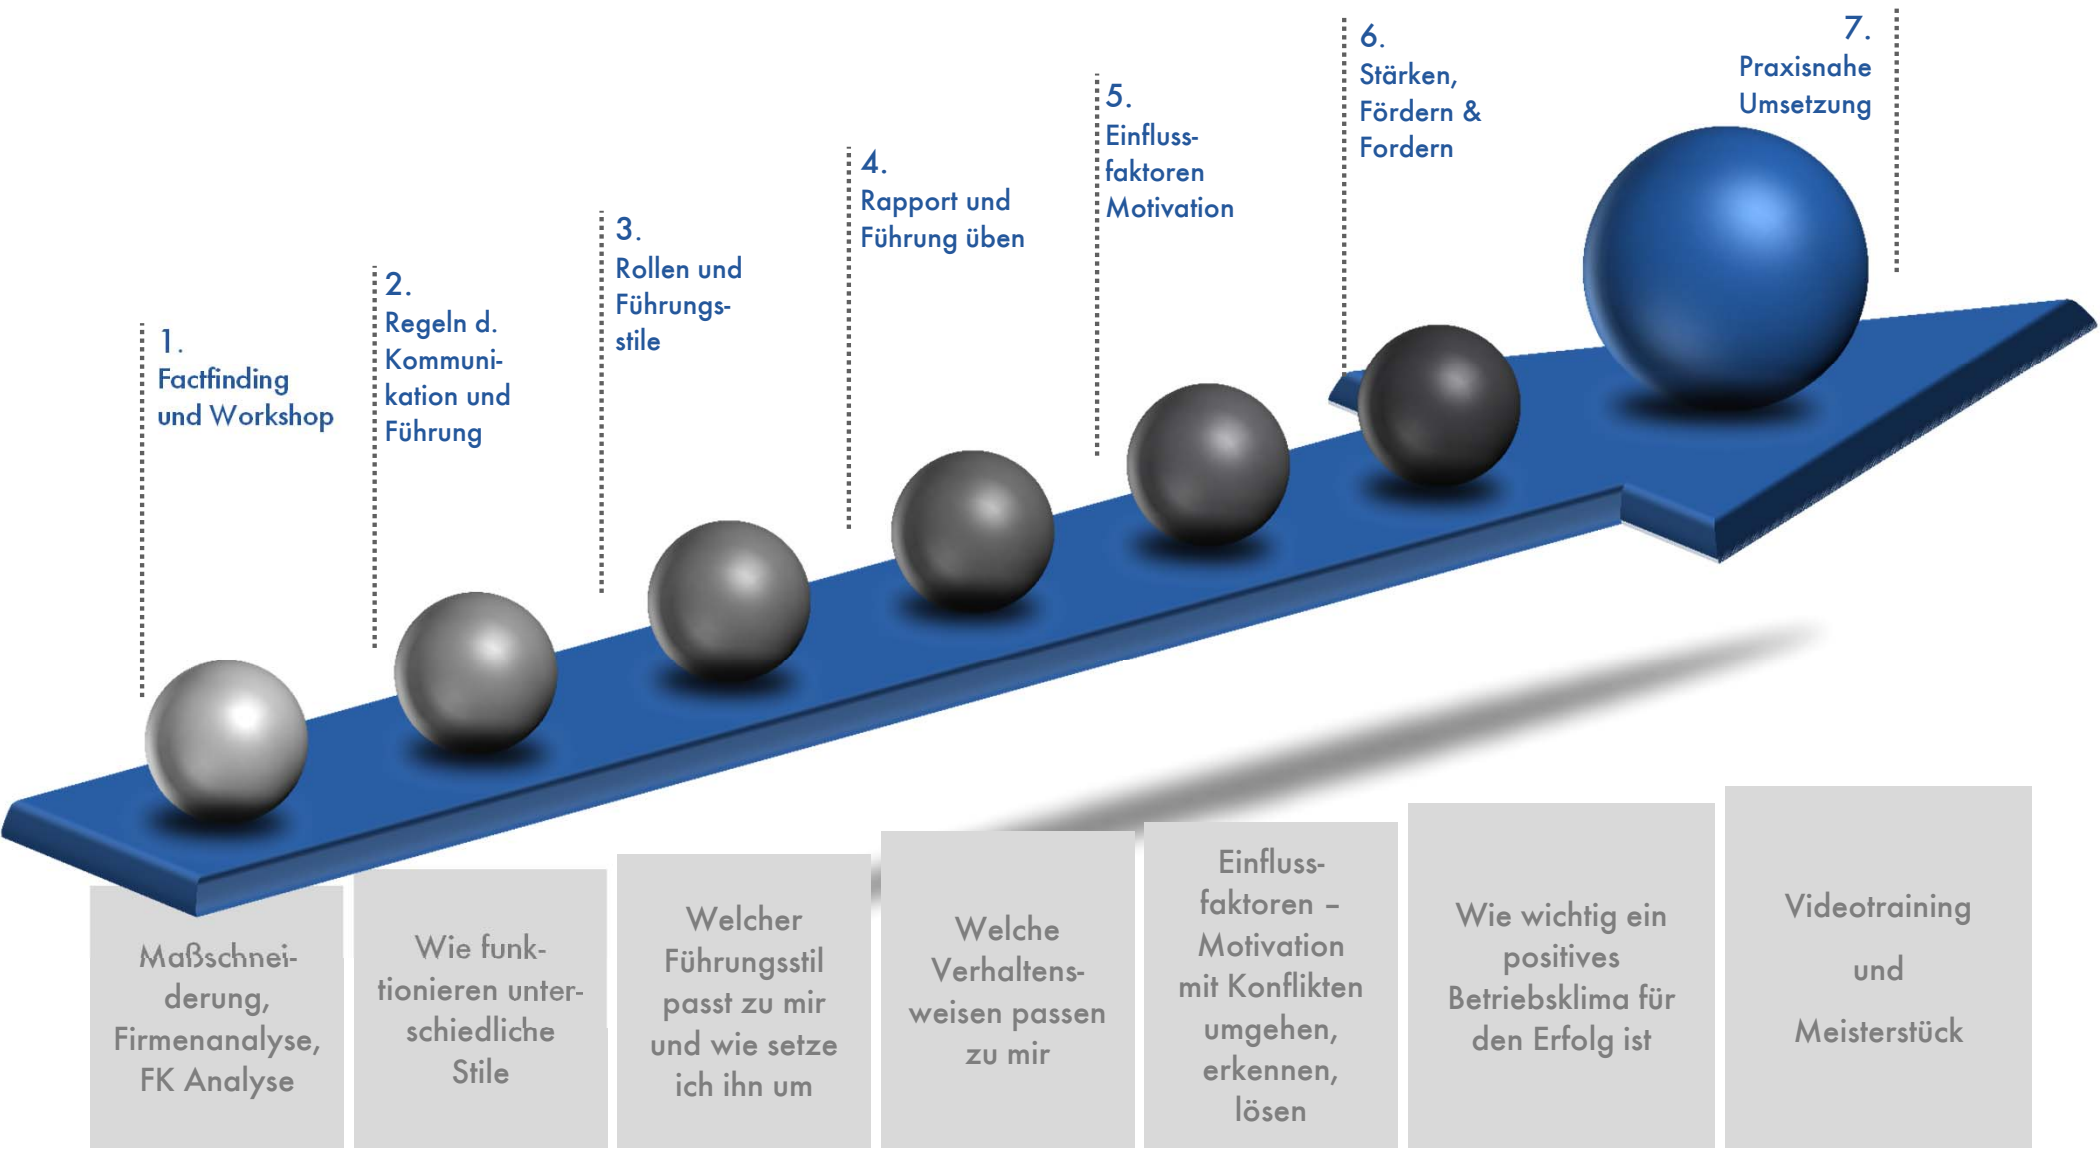 1.
Factfinding
und Workshop
2.
Regeln d.
Kommuni-
kation und
Führung
3.
Rollen und
Führungs-
stile
4.
Rapport und
Führung üben
5.
Einfluss-
faktoren
Motivation
6.
Stärken,
Fördern &
Fordern
7.
Praxisnahe
Umsetzung
Maßschnei-
derung,
Firmenanalyse,
FK Analyse
Wie funk-
tionieren unter-
schiedliche
Stile
Welcher
Führungsstil
passt zu mir
und wie setze
ich ihn um
Welche
Verhaltens-
weisen passen
zu mir
Einfluss-
faktoren –
Motivation
mit Konflikten
umgehen,
erkennen,
lösen
Wie wichtig ein
positives
Betriebsklima für
den Erfolg ist
Videotraining
und
Meisterstück